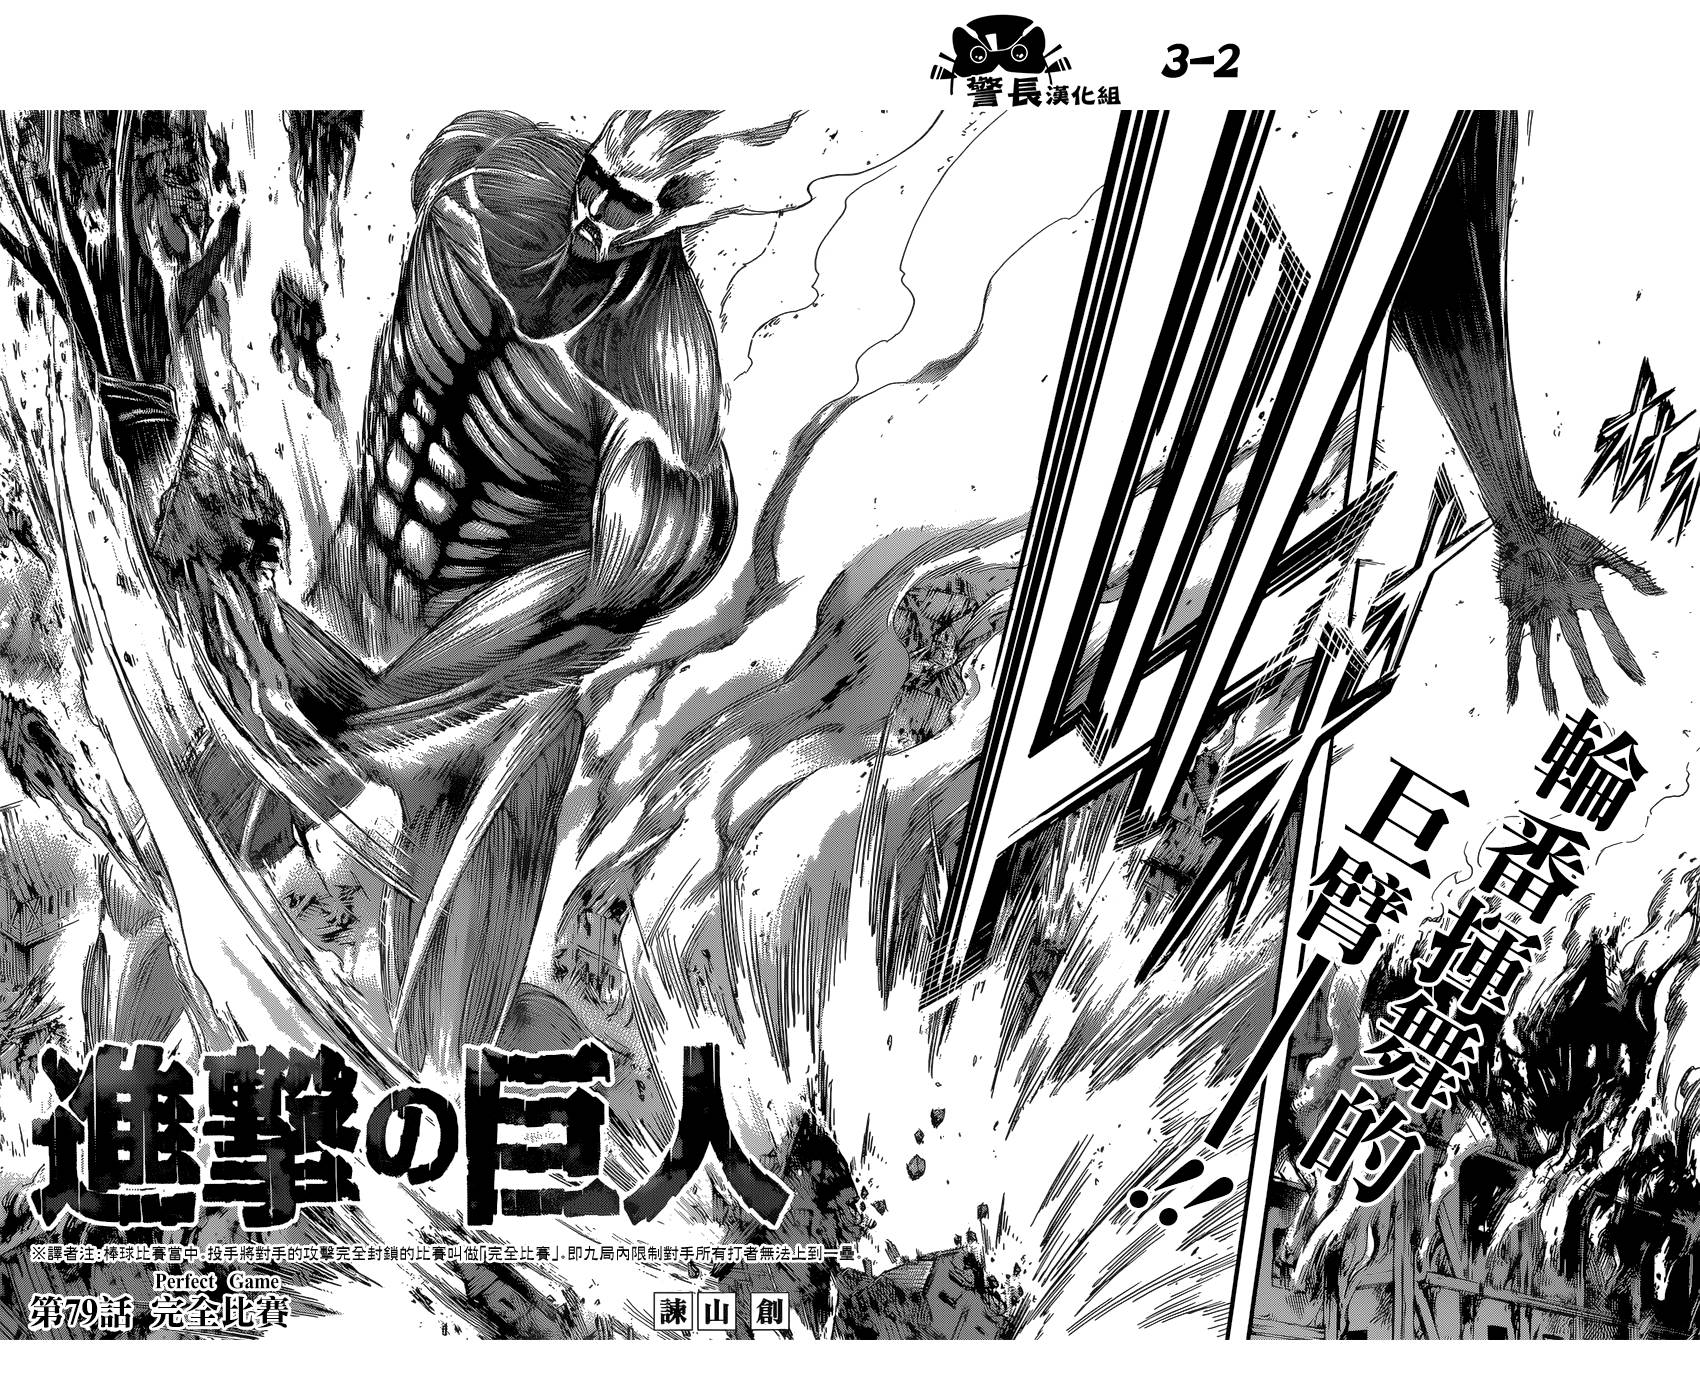 警長漢化組
3-2
輪番揮舞的
巨臂—!!
進撃の巨人
※譯者注:棒球比賽當中.投手將對手的攻擊完全封鎖的比賽叫做「完全比賽」.即九局內限制對手所有打者無法上到一壘.
Perfect Game
第79話 完全比賽
諫山創